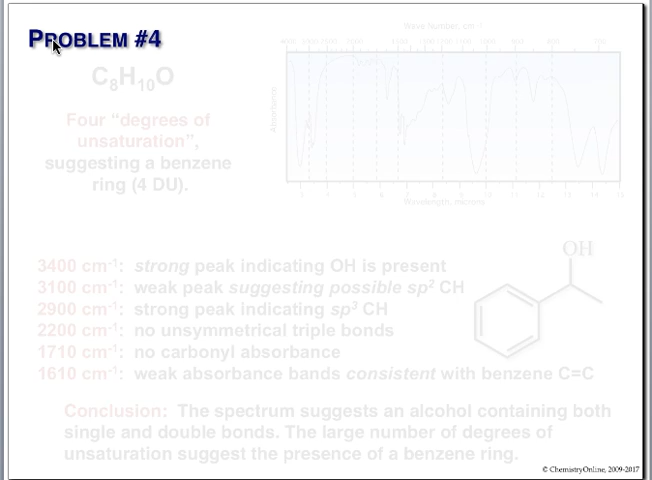 PROBLEM #4
C8H10O
Four “degrees of
unsaturation”,
suggesting a benzene
ring (4 DU).
Wave Number, cm-1
Absorbance
Wavelength, microns
OH
3400 cm-1: strong peak indicating OH is present
3100 cm-1: weak peak suggesting possible sp2 CH
2900 cm-1: strong peak indicating sp3 CH
2200 cm-1: no unsymmetrical triple bonds
1710 cm-1: no carbonyl absorbance
1610 cm-1: weak absorbance bands consistent with benzene C=C
Conclusion: The spectrum suggests an alcohol containing both
single and double bonds. The large number of degrees of
unsaturation suggest the presence of a benzene ring.
© ChemistryOnline, 2009-2017